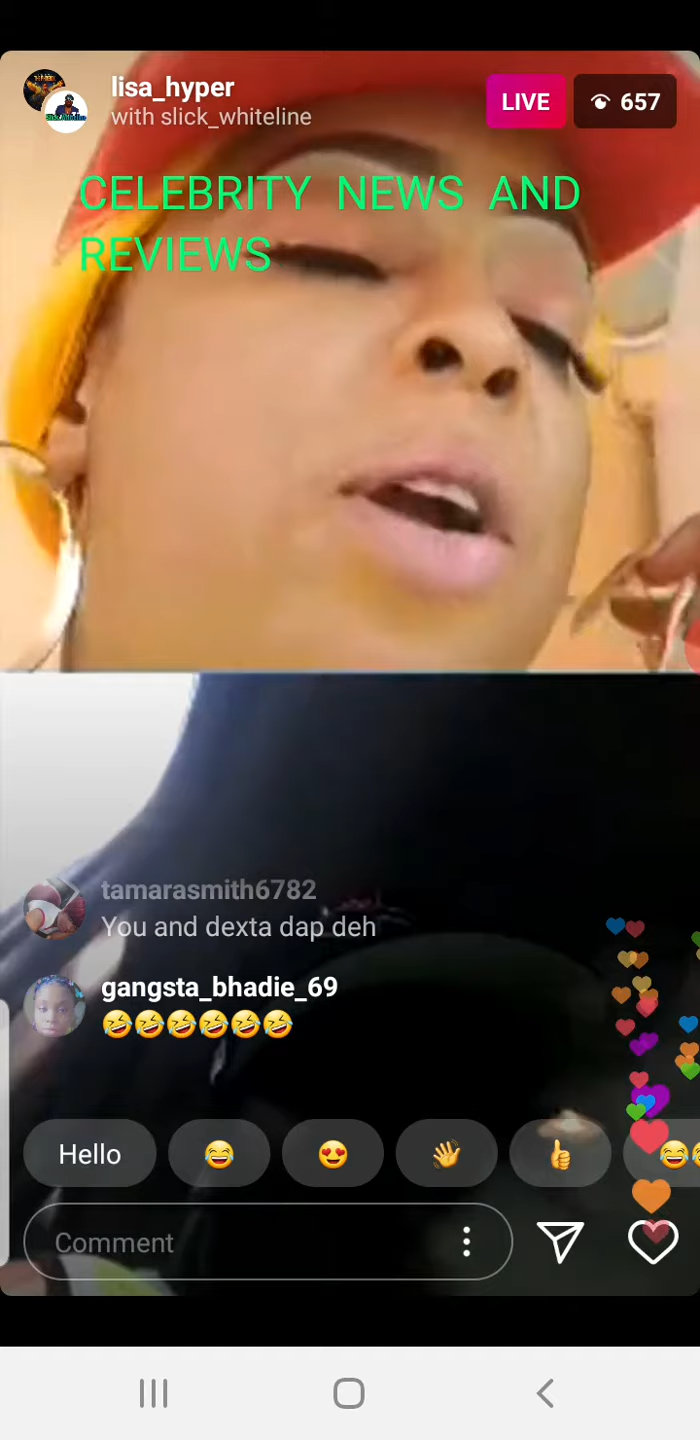 lisa_hyper
with slick_whiteline
LIVE
657
CELEBRITY NEWS AND
REVIEWS
tamarasmith6782
You and dexta dap deh
gangsta_bhadie_69
🤣🤣🤣🤣🤣🤣
Hello 😂 😍 👋 👍 😂
Comment